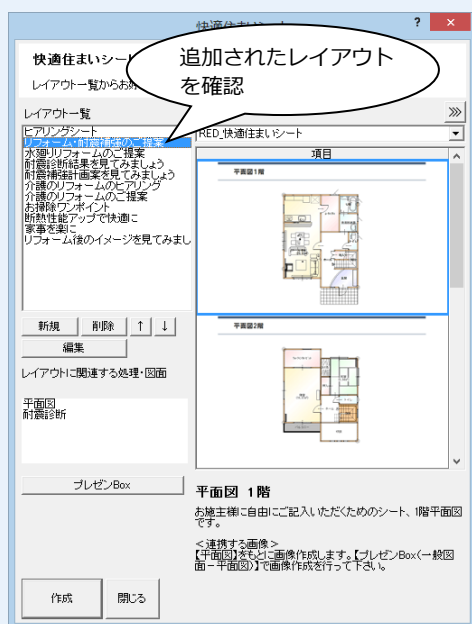 快適住まいシート
?
×
快適住まいシー
追加されたレイアウト
を確認
レイアウト一覧からお
レイアウト一覧
ヒアリングシート
リフォーム・耐震補強のご提案
水廻りリフォームのご提案
耐震診断結果を見てみましょう
耐震補強計画案を見てみましょう
介護のリフォームのヒアリング
介護のリフォームのご提案
お掃除ワンポイント
断熱性能アップで快適に
家事を楽に
リフォーム後のイメージを見てみまし
RED_快適住まいシート
項目
平面図1階
平面図2階
新規 削除 ↑ ↓
編集
レイアウトに関連する処理・図面
平面図
耐震診断
プレゼンBox
平面図 1階
お施主様に自由にご記入いただくためのシート、1階平面図
です。
<連携する画像>
【平面図】をもとに画像作成します。【プレゼンBox(一般図
面-平面図)】で画像作成を行って下さい。
作成 閉じる